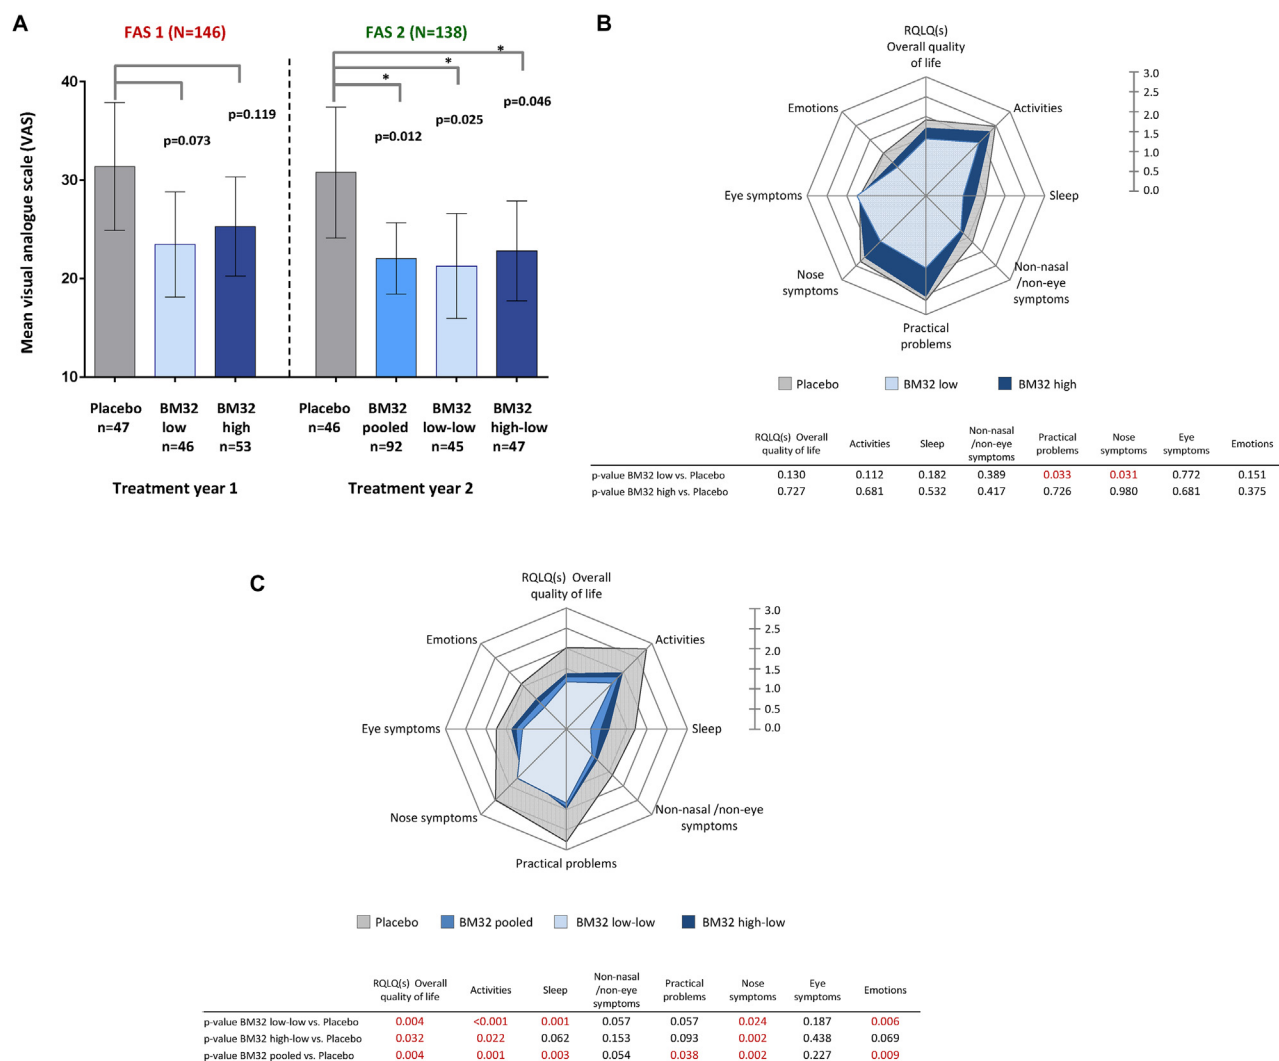 A
FAS 1 (N=146)
FAS 2 (N=138)
Mean visual analogue scale (VAS)
40
30
20
10
p=0.073
p=0.119
*
*
*
p=0.012
p=0.025
p=0.046
Placebo
n=47
BM32
low
n=46
BM32
high
n=53
Placebo
n=46
BM32
pooled
n=92
BM32
low-low
n=45
BM32
high-low
n=47
Treatment year 1
Treatment year 2
B
RQLQ(s)
Overall quality
of life
Activities
Sleep
Non-nasal
/non-eye
symptoms
Practical
problems
Nose
symptoms
Eye symptoms
Emotions
3.0
2.5
2.0
1.5
1.0
0.5
0.0
Placebo
BM32 low
BM32 high
RQLQ(s) Overall
quality of life
Activities
Sleep
Non-nasal
/non-eye
symptoms
Practical
problems
Nose
symptoms
Eye
symptoms
Emotions
p-value BM32 low vs. Placebo 0.130 0.112 0.182 0.389 0.033 0.031 0.772 0.151
p-value BM32 high vs. Placebo 0.727 0.681 0.532 0.417 0.726 0.980 0.681 0.375
C
RQLQ(s) Overall
quality of life
Activities
Sleep
Non-nasal /non-eye
symptoms
Practical problems
Nose symptoms
Eye symptoms
Emotions
3.0
2.5
2.0
1.5
1.0
0.5
0.0
Placebo
BM32 pooled
BM32 low-low
BM32 high-low
RQLQ(s) Overall
quality of life
Activities
Sleep
Non-nasal
/non-eye
symptoms
Practical
problems
Nose
symptoms
Eye
symptoms
Emotions
p-value BM32 low-low vs. Placebo 0.004 <0.001 0.001 0.057 0.057 0.024 0.187 0.006
p-value BM32 high-low vs. Placebo 0.032 0.022 0.062 0.153 0.093 0.002 0.438 0.069
p-value BM32 pooled vs. Placebo 0.004 0.001 0.003 0.054 0.038 0.002 0.227 0.009